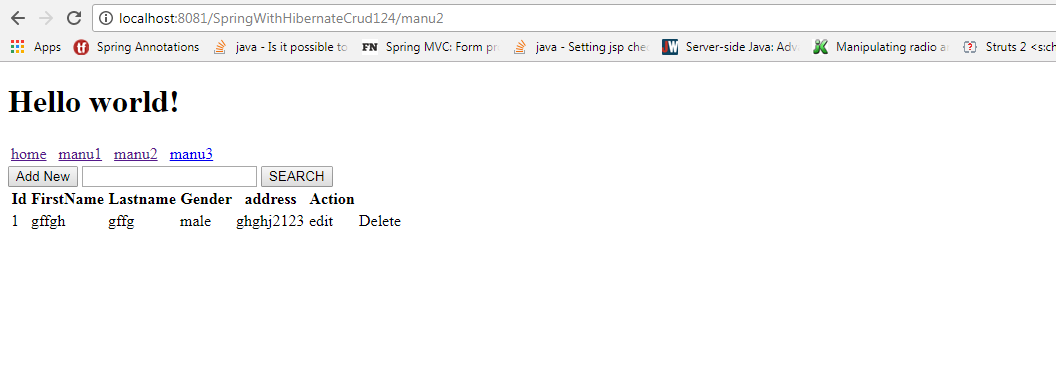 localhost:8081/SpringWithHibernateCrud124/manu2
Apps Spring Annotations java - Is it possible to FN Spring MVC: Form pr java - Setting jsp chec JW Server-side Java: Adv Manipulating radio a Struts 2 <s:ch
Hello world!
home manu1 manu2 manu3
Add New SEARCH
Id FirstName Lastname Gender address Action
1 gffgh gffg male ghghj2123 edit Delete